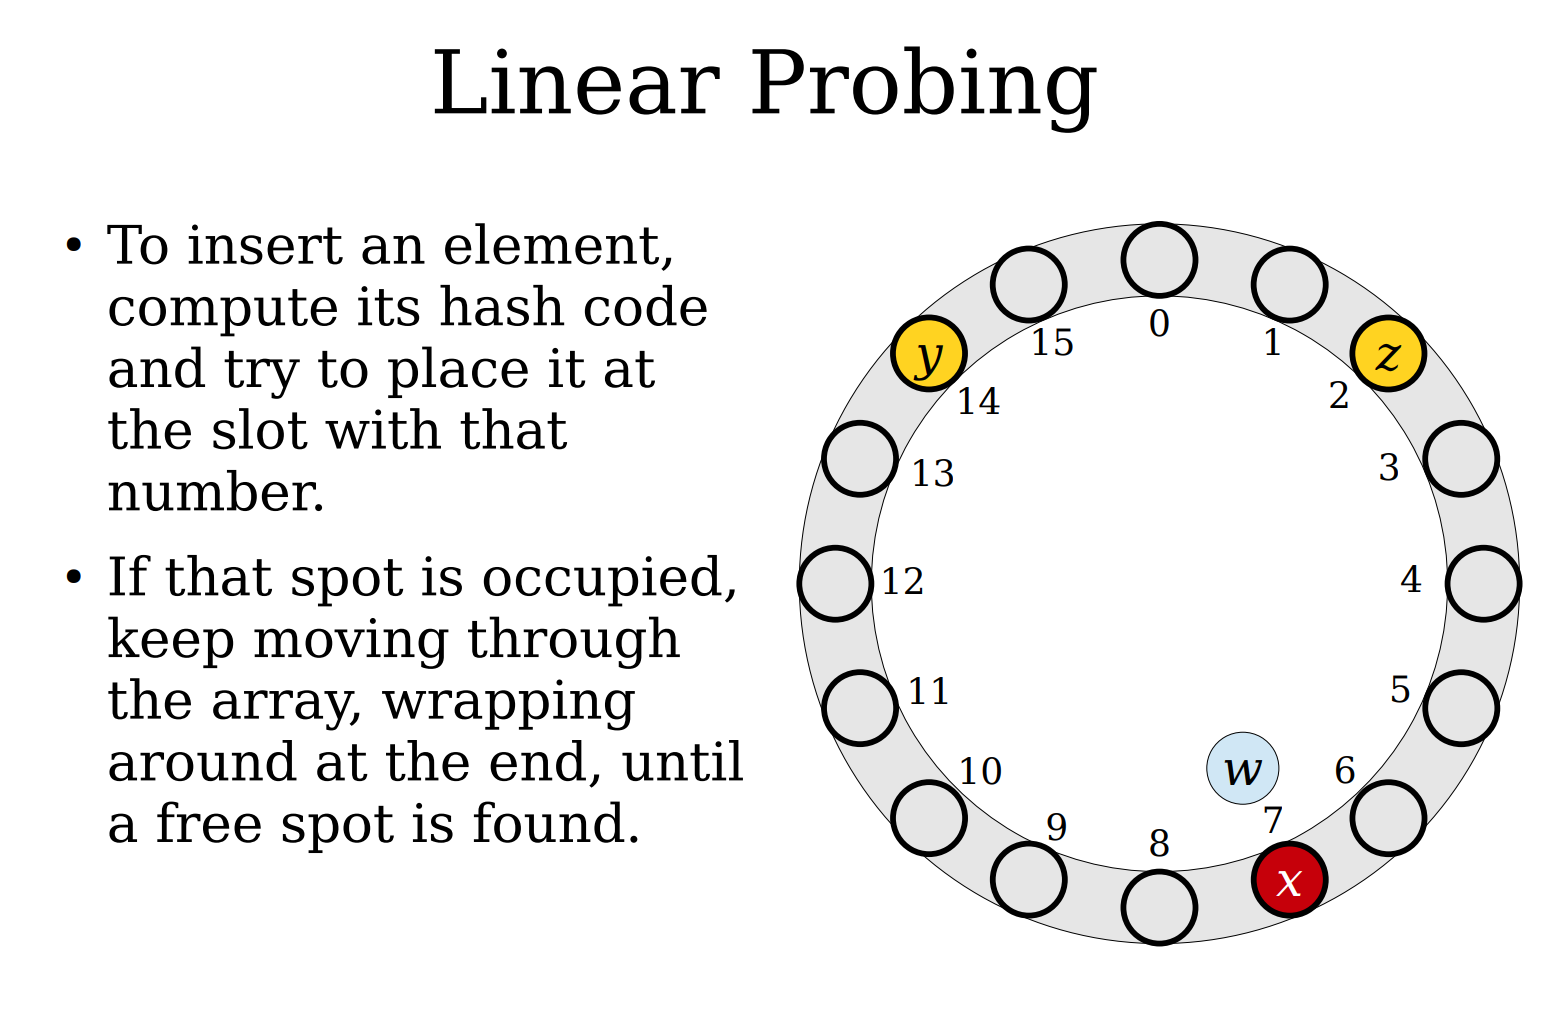 Linear Probing
• To insert an element,
compute its hash code
and try to place it at
the slot with that
number.
• If that spot is occupied,
keep moving through
the array, wrapping
around at the end, until
a free spot is found.
0
15
1
y
z
14
2
13
3
12
4
11
5
10
6
w
9
7
8
x